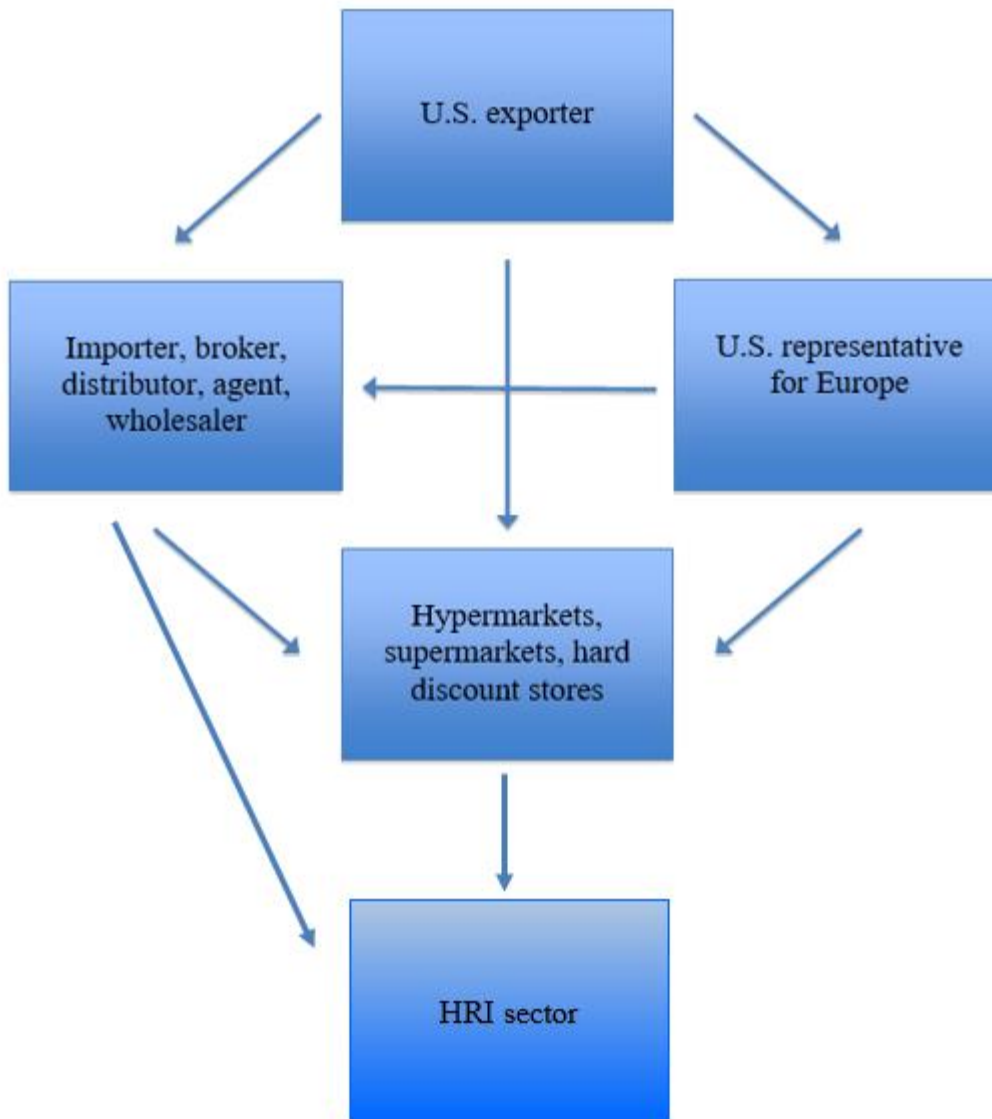 U.S. exporter
Importer, broker,
distributor, agent,
wholesaler
U.S. representative
for Europe
Hypermarkets,
supermarkets, hard
discount stores
HRI sector